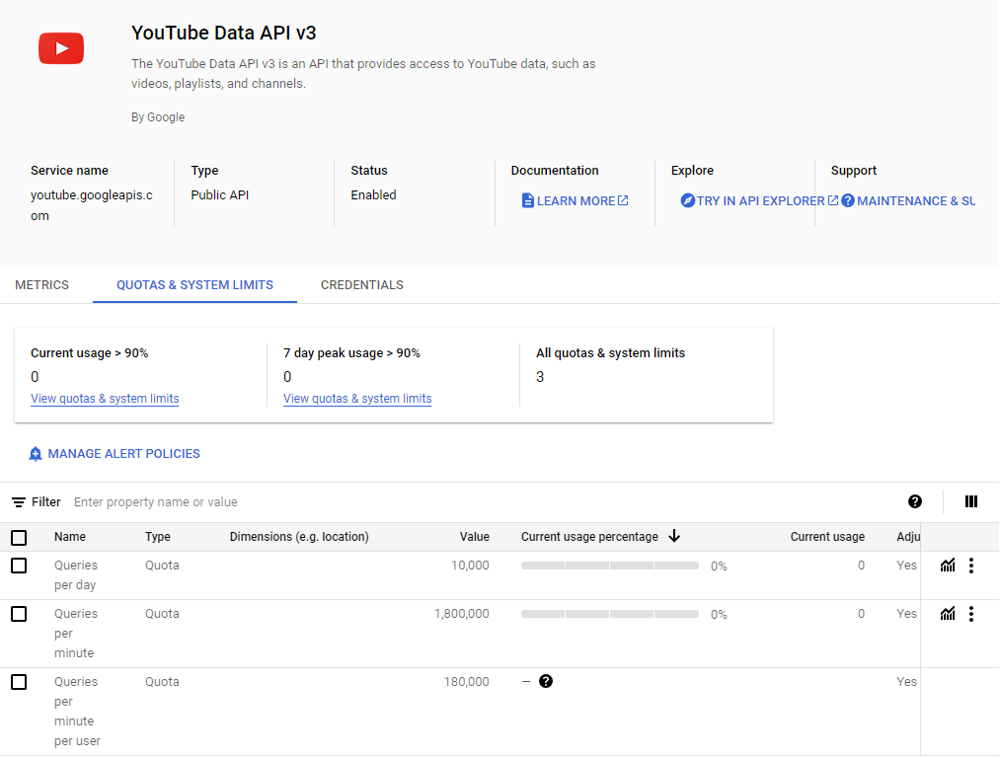 YouTube Data API v3
The YouTube Data API v3 is an API that provides access to YouTube data, such as
videos, playlists, and channels.
By Google
Service name
youtube.googleapis.c
om
Type
Public API
Status
Enabled
Documentation
LEARN MORE
Explore
TRY IN API EXPLORER
Support
MAINTENANCE & SU
METRICS
QUOTAS & SYSTEM LIMITS
CREDENTIALS
Current usage > 90%
0
View quotas & system limits
7 day peak usage > 90%
0
View quotas & system limits
All quotas & system limits
3
MANAGE ALERT POLICIES
Filter Enter property name or value
Name Type Dimensions (e.g. location) Value Current usage percentage Current usage Adju
Queries Quota 10,000 0% 0 Yes
per day
Queries Quota 1,800,000 0% 0 Yes
per
minute
Queries Quota 180,000 – Yes
per
minute
per user